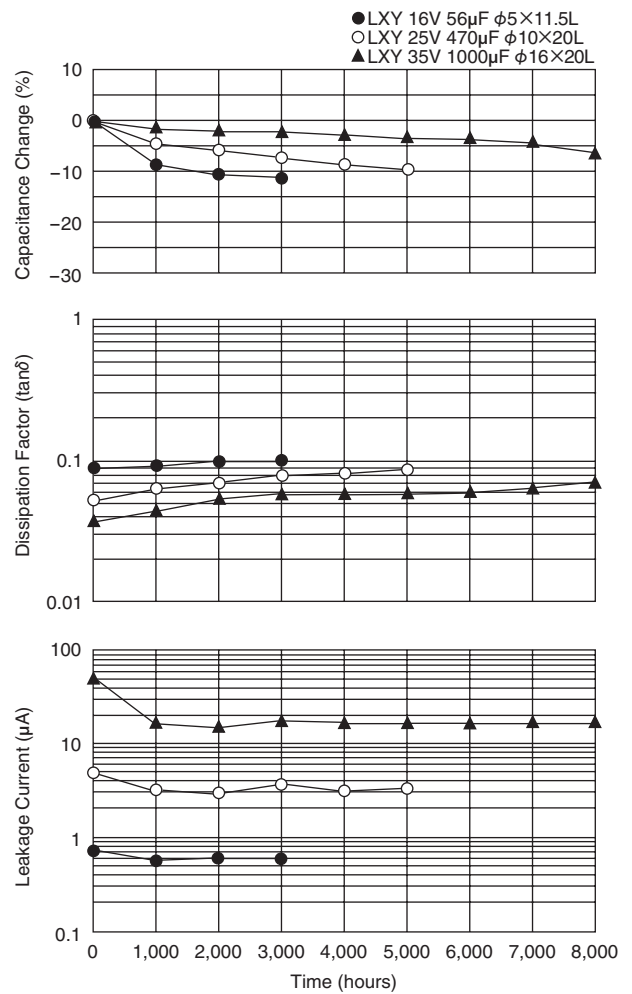 ●LXY 16V 56µF ϕ5×11.5L
○LXY 25V 470µF ϕ10×20L
▲LXY 35V 1000µF ϕ16×20L
Capacitance Change (%)
10
0
−10
−20
−30
Dissipation Factor (tanδ)
1
0.1
0.01
Leakage Current (µA)
100
10
1
0.1
0 1,000 2,000 3,000 4,000 5,000 6,000 7,000 8,000
Time (hours)